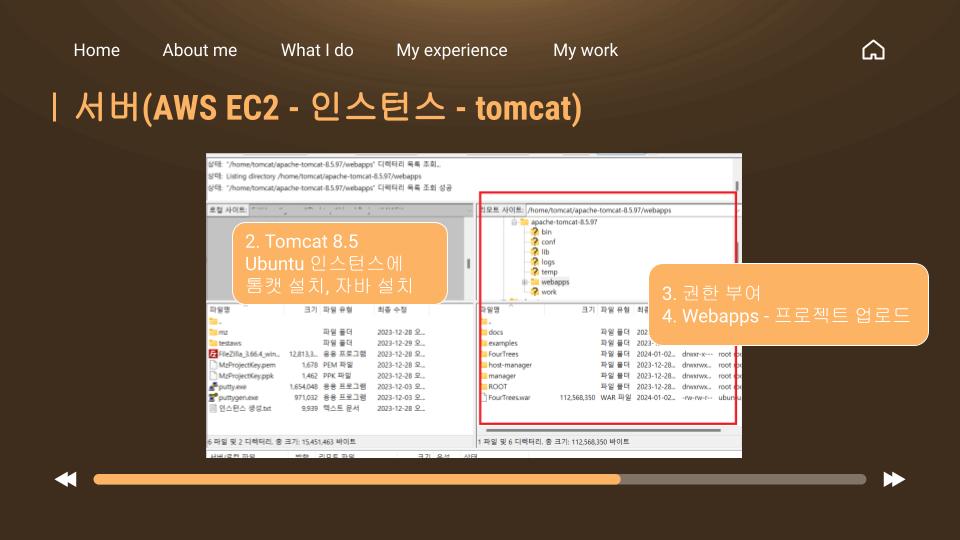 Home About me What I do My experience My work
서버(AWS EC2 - 인스턴스 - tomcat)
상태: "/home/tomcat/apache-tomcat-8.5.97/webapps" 디렉터리 목록 조회...
상태: Listing directory /home/tomcat/apache-tomcat-8.5.97/webapps
상태: "/home/tomcat/apache-tomcat-8.5.97/webapps" 디렉터리 목록 조회 성공
로컬 사이트:
2. Tomcat 8.5
Ubuntu 인스턴스에
톰캣 설치, 자바 설치
파일명 크기 파일 유형 최종 수정
..
mz 파일 폴더 2023-12-28 오...
testaws 파일 폴더 2023-12-29 오...
FileZilla_3.66.4_win... 12,813,3... 응용 프로그램 2023-12-28 오...
MzProjectKey.pem 1,678 PEM 파일 2023-12-28 오...
MzProjectKey.ppk 1,462 PPK 파일 2023-12-28 오...
putty.exe 1,654,048 응용 프로그램 2023-12-03 오...
puttygen.exe 971,032 응용 프로그램 2023-12-03 오...
인스턴스 생성.txt 9,939 텍스트 문서 2023-12-28 오...
6 파일 및 2 디렉터리. 총 크기: 15,451,463 바이트
서버/로컬 파일 방향 리모트 파일 크기 우선 상태
리모트 사이트: /home/tomcat/apache-tomcat-8.5.97/webapps
apache-tomcat-8.5.97
bin
conf
lib
logs
temp
webapps
work
3. 권한 부여
4. Webapps - 프로젝트 업로드
파일명 크기 파일 유형
..
docs 파일 폴더
examples 파일 폴더
FourTrees 파일 폴더 2024-01-02... drwxr-x---
host-manager 파일 폴더 2023-12-28... drwxrwx...
manager 파일 폴더 2023-12-28... drwxrwx...
ROOT 파일 폴더 2023-12-28... drwxrwx...
FourTrees.war 112,568,350 WAR 파일 2024-01-02... -rw-rw-r--
1 파일 및 6 디렉터리. 총 크기: 112,568,350 바이트